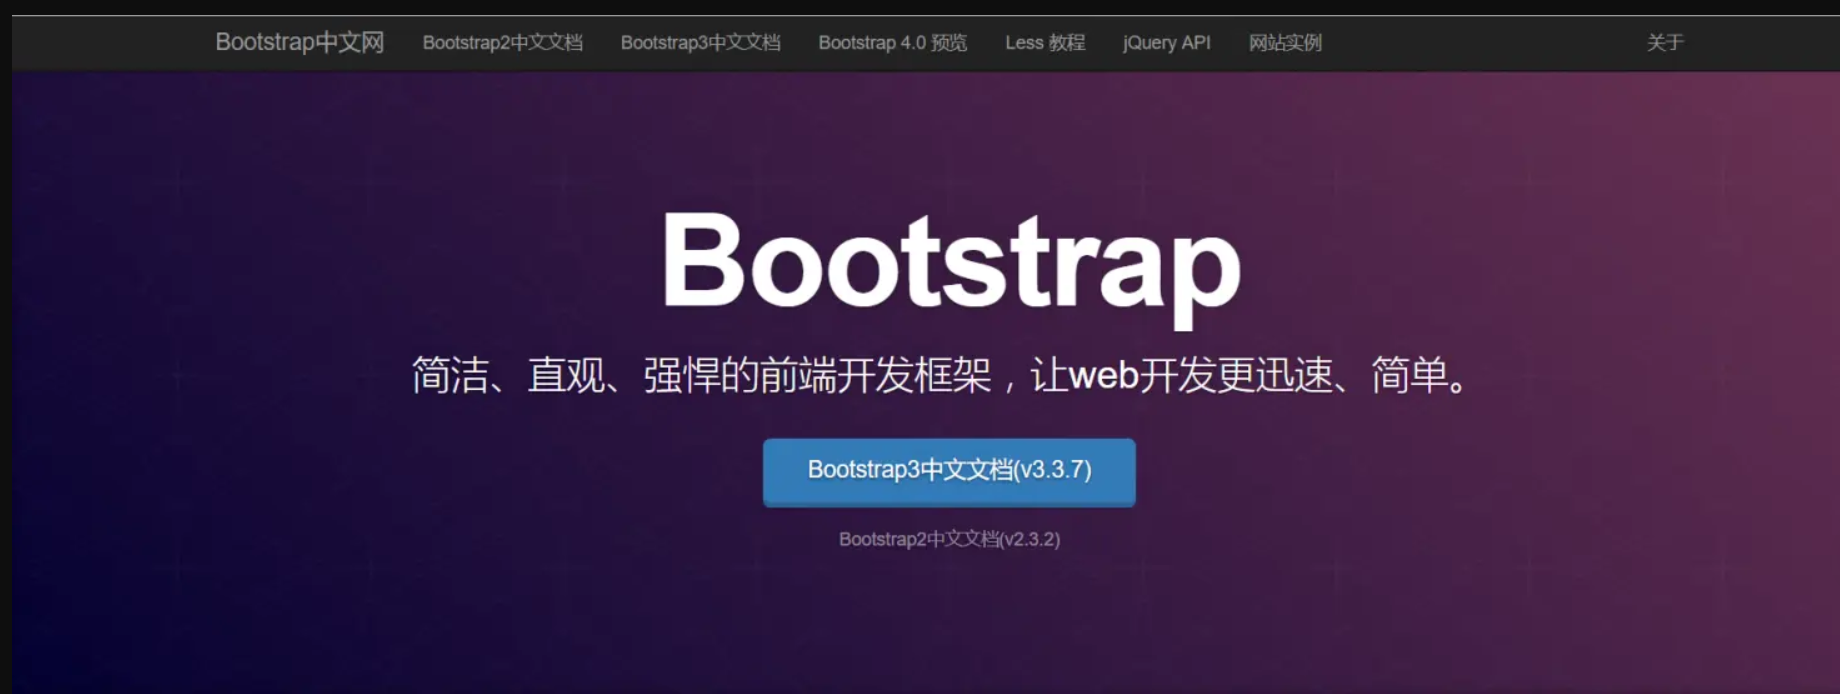 Bootstrap中文网 Bootstrap2中文文档 Bootstrap3中文文档 Bootstrap 4.0 预览 Less 教程 jQuery API 网站实例 关于
Bootstrap
简洁、直观、强悍的前端开发框架，让web开发更迅速、简单。
Bootstrap3中文文档(v3.3.7)
Bootstrap2中文文档(v2.3.2)